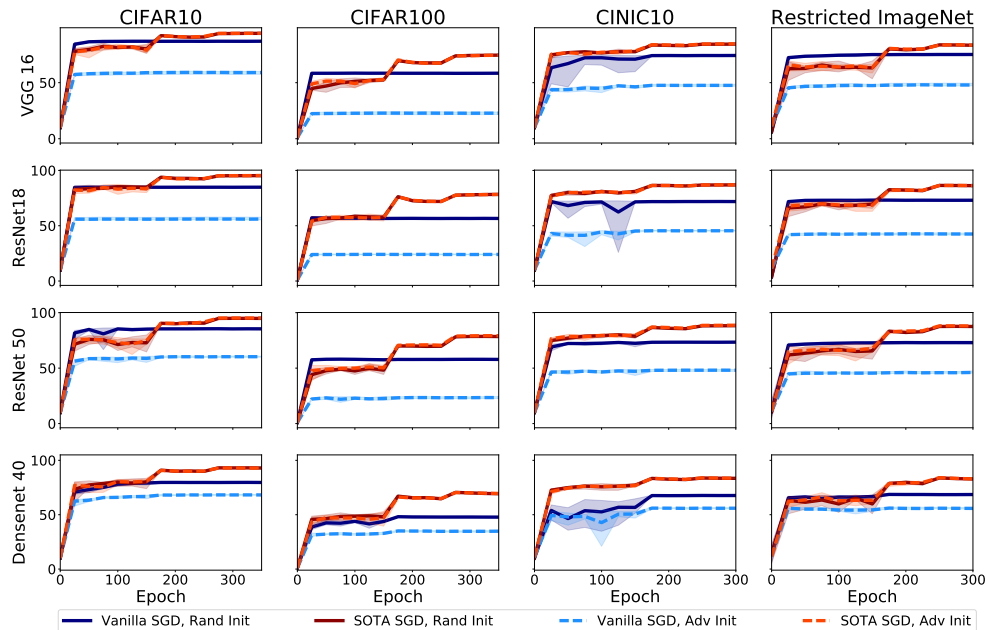 CIFAR10 CIFAR100 CINIC10 Restricted ImageNet
VGG 16
50
0
ResNet18
100
50
0
ResNet 50
100
50
0
Densenet 40
100
50
0
0 100 200 300 0 100 200 300 0 100 200 300 0 100 200 300
Epoch Epoch Epoch Epoch
Vanilla SGD, Rand Init SOTA SGD, Rand Init Vanilla SGD, Adv Init SOTA SGD, Adv Init